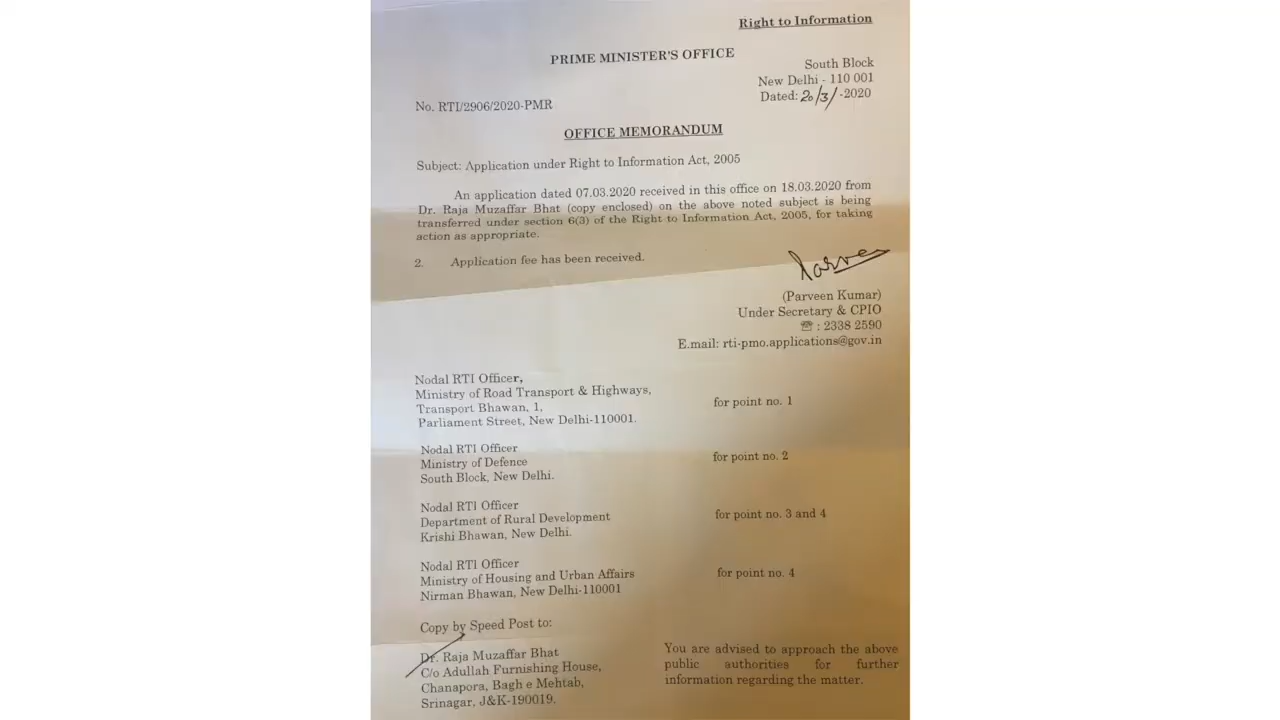 Right to Information
PRIME MINISTER'S OFFICE
South Block
New Delhi - 110 001
Dated: 20/3/-2020
No. RTI/2906/2020-PMR
OFFICE MEMORANDUM
Subject: Application under Right to Information Act, 2005
An application dated 07.03.2020 received in this office on 18.03.2020 from
Dr. Raja Muzaffar Bhat (copy enclosed) on the above noted subject is being
transferred under section 6(3) of the Right to Information Act, 2005, for taking
action as appropriate.
2. Application fee has been received.
(Parveen Kumar)
Under Secretary & CPIO
☎ : 2338 2590
E.mail: rti-pmo.applications@gov.in
Nodal RTI Officer,
Ministry of Road Transport & Highways,
Transport Bhawan, 1,
Parliament Street, New Delhi-110001.
for point no. 1
Nodal RTI Officer
Ministry of Defence
South Block, New Delhi.
for point no. 2
Nodal RTI Officer
Department of Rural Development
Krishi Bhawan, New Delhi.
for point no. 3 and 4
Nodal RTI Officer
Ministry of Housing and Urban Affairs
Nirman Bhawan, New Delhi-110001
for point no. 4
Copy by Speed Post to:
Dr. Raja Muzaffar Bhat
C/o Adullah Furnishing House,
Chanapora, Bagh e Mehtab,
Srinagar, J&K-190019.
You are advised to approach the above
public authorities for further
information regarding the matter.